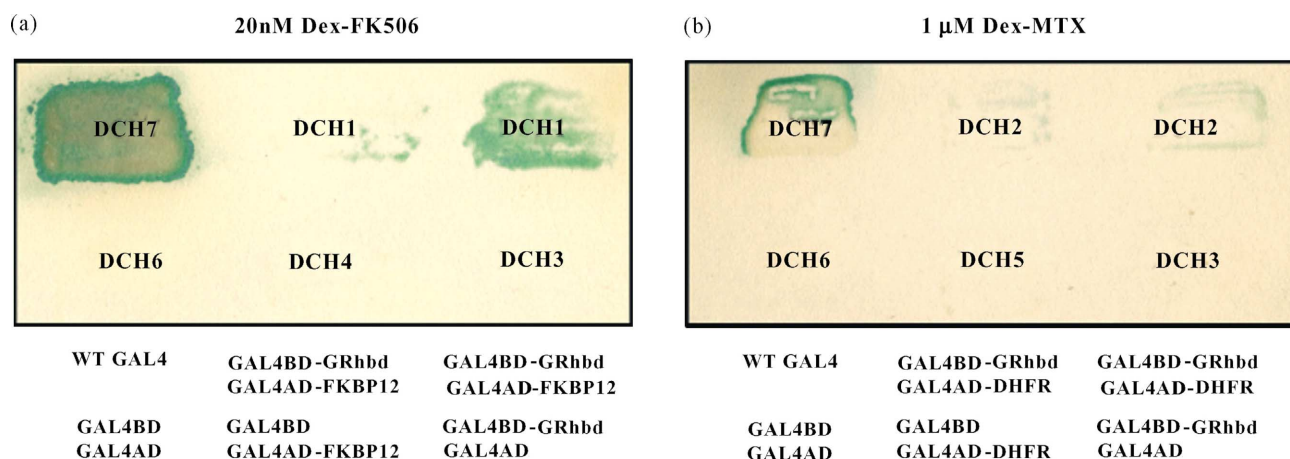 (a) 20nM Dex-FK506
DCH7 DCH1 DCH1
DCH6 DCH4 DCH3
WT GAL4 GAL4BD-GRhbd GAL4BD-GRhbd
GAL4AD-FKBP12 GAL4AD-FKBP12
GAL4BD GAL4BD GAL4BD-GRhbd
GAL4AD GAL4AD-FKBP12 GAL4AD
(b) 1 µM Dex-MTX
DCH7 DCH2 DCH2
DCH6 DCH5 DCH3
WT GAL4 GAL4BD-GRhbd GAL4BD-GRhbd
GAL4AD-DHFR GAL4AD-DHFR
GAL4BD GAL4BD GAL4BD-GRhbd
GAL4AD GAL4AD-DHFR GAL4AD